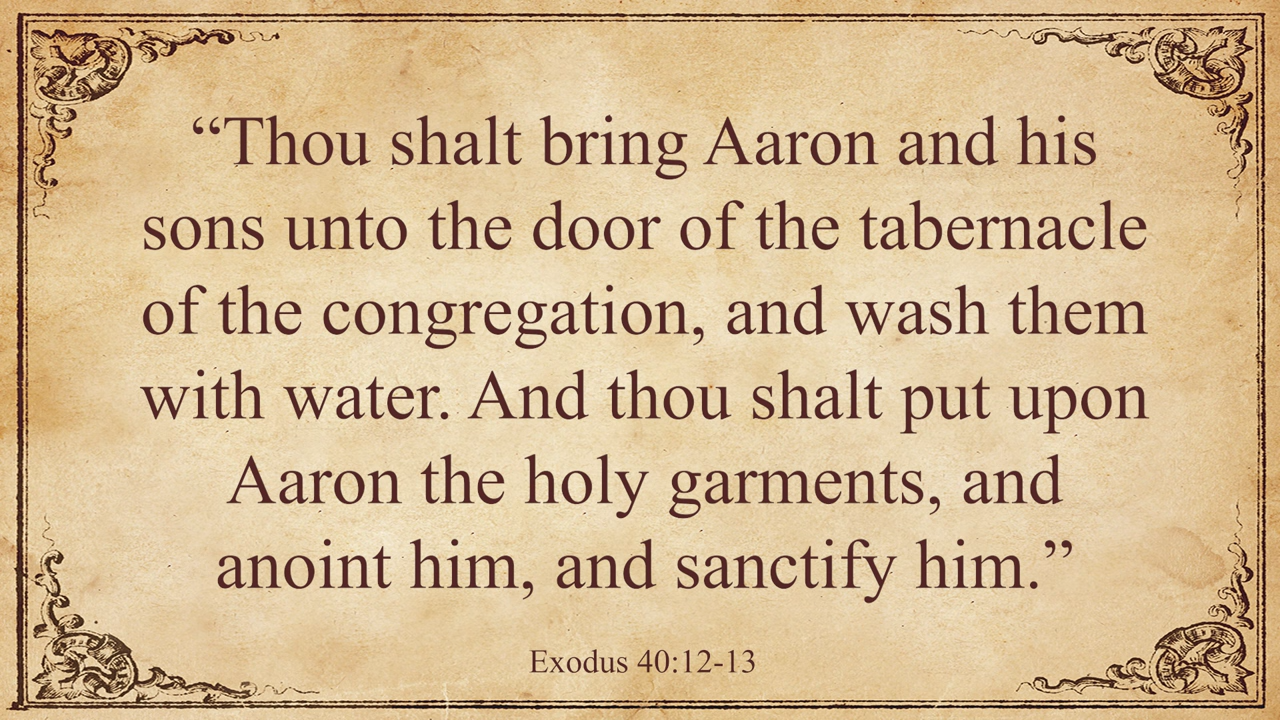 “Thou shalt bring Aaron and his
sons unto the door of the tabernacle
of the congregation, and wash them
with water. And thou shalt put upon
Aaron the holy garments, and
anoint him, and sanctify him.”
Exodus 40:12-13